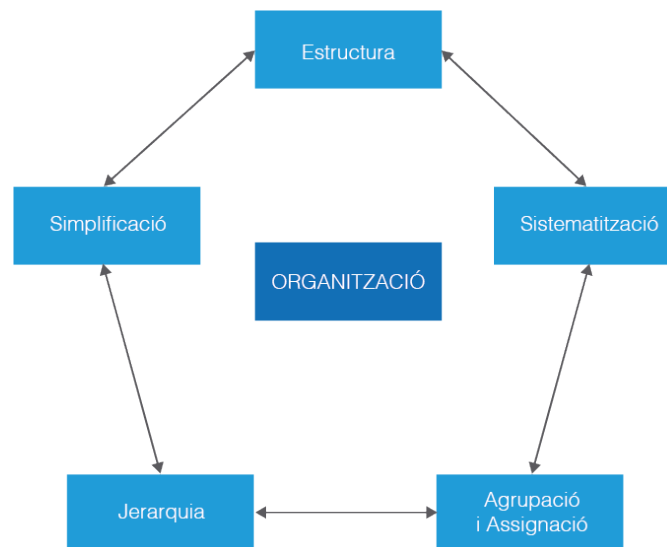 Estructura
Simplificació
Sistematització
ORGANITZACIÓ
Jerarquia
Agrupació
i Assignació